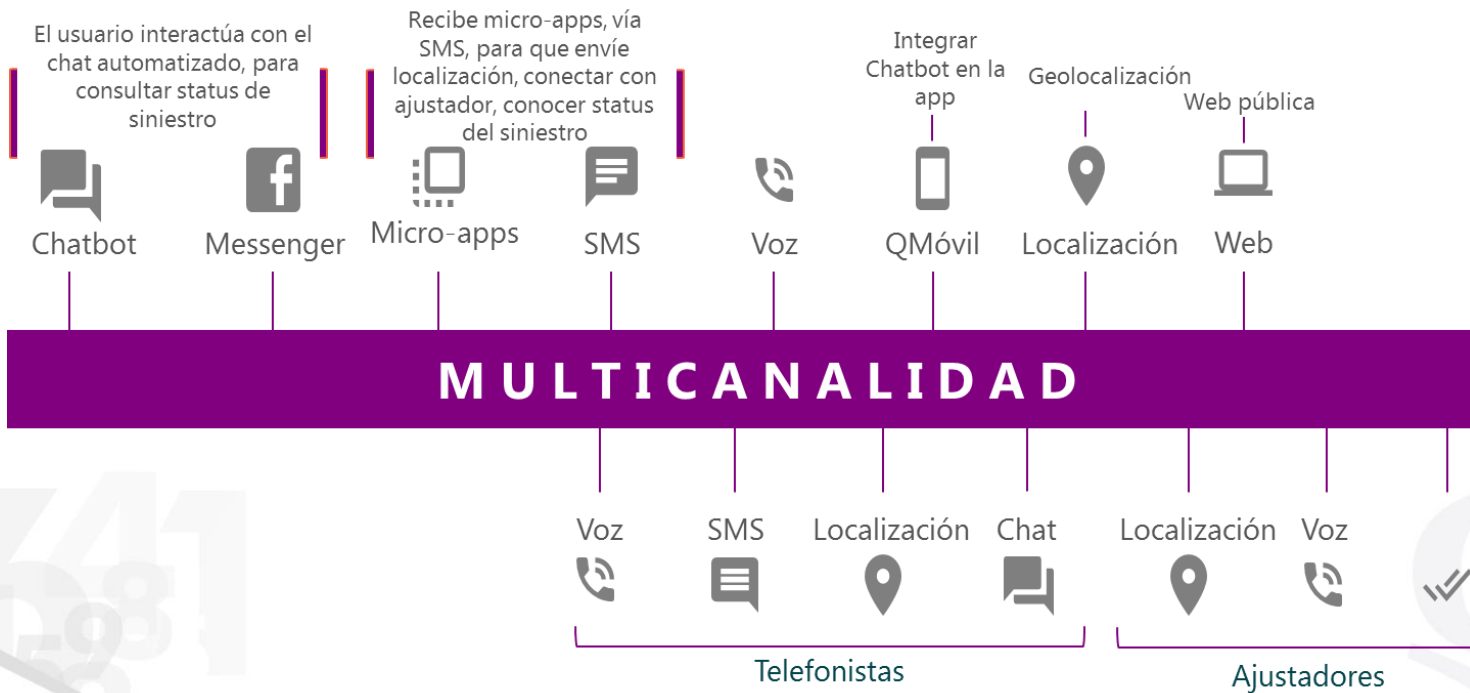 El usuario interactúa con el
chat automatizado, para
consultar status de
siniestro
Recibe micro-apps, vía
SMS, para que envíe
localización, conectar con
ajustador, conocer status
del siniestro
Integrar
Chatbot en la
app
Geolocalización
Web pública
Chatbot
Messenger
Micro-apps
SMS
Voz
QMóvil
Localización
Web
MULTICANALIDAD
Voz
SMS
Localización
Chat
Localización
Voz
Telefonistas
Ajustadores